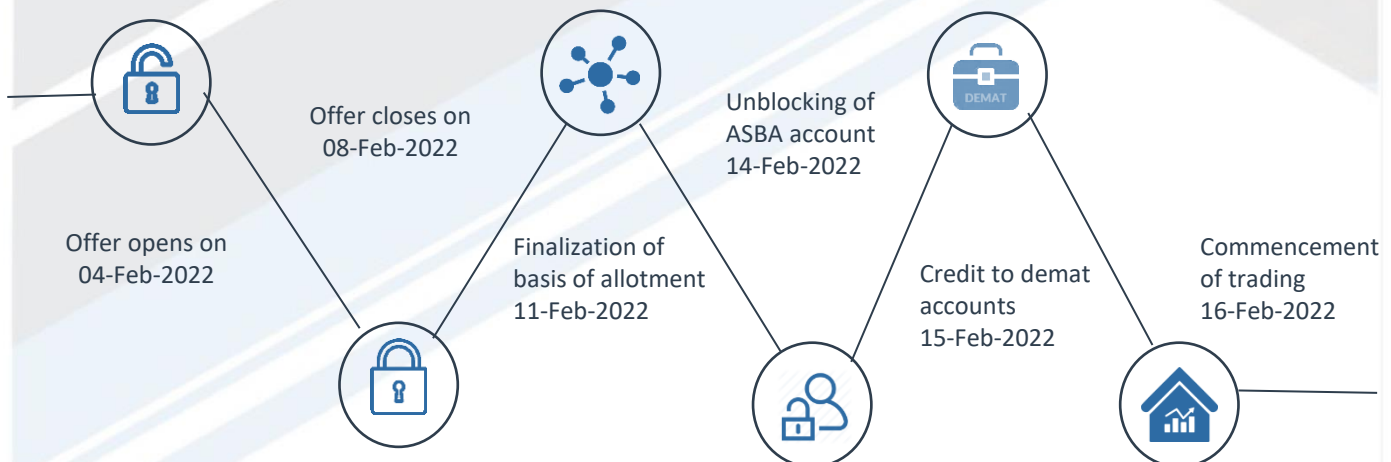 Offer opens on
04-Feb-2022
Offer closes on
08-Feb-2022
Finalization of
basis of allotment
11-Feb-2022
Unblocking of
ASBA account
14-Feb-2022
DEMAT
Credit to demat
accounts
15-Feb-2022
Commencement
of trading
16-Feb-2022